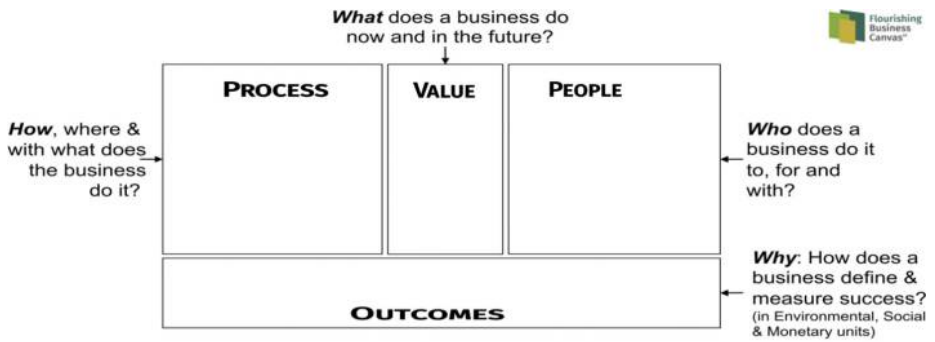 What does a business do
now and in the future?
Flourishing
Business
Canvas™
PROCESS
VALUE
PEOPLE
How, where &
with what does
the business
do it?
Who does a
business do it
to, for and
with?
Why: How does a
business define &
measure success?
(in Environmental, Social
& Monetary units)
OUTCOMES